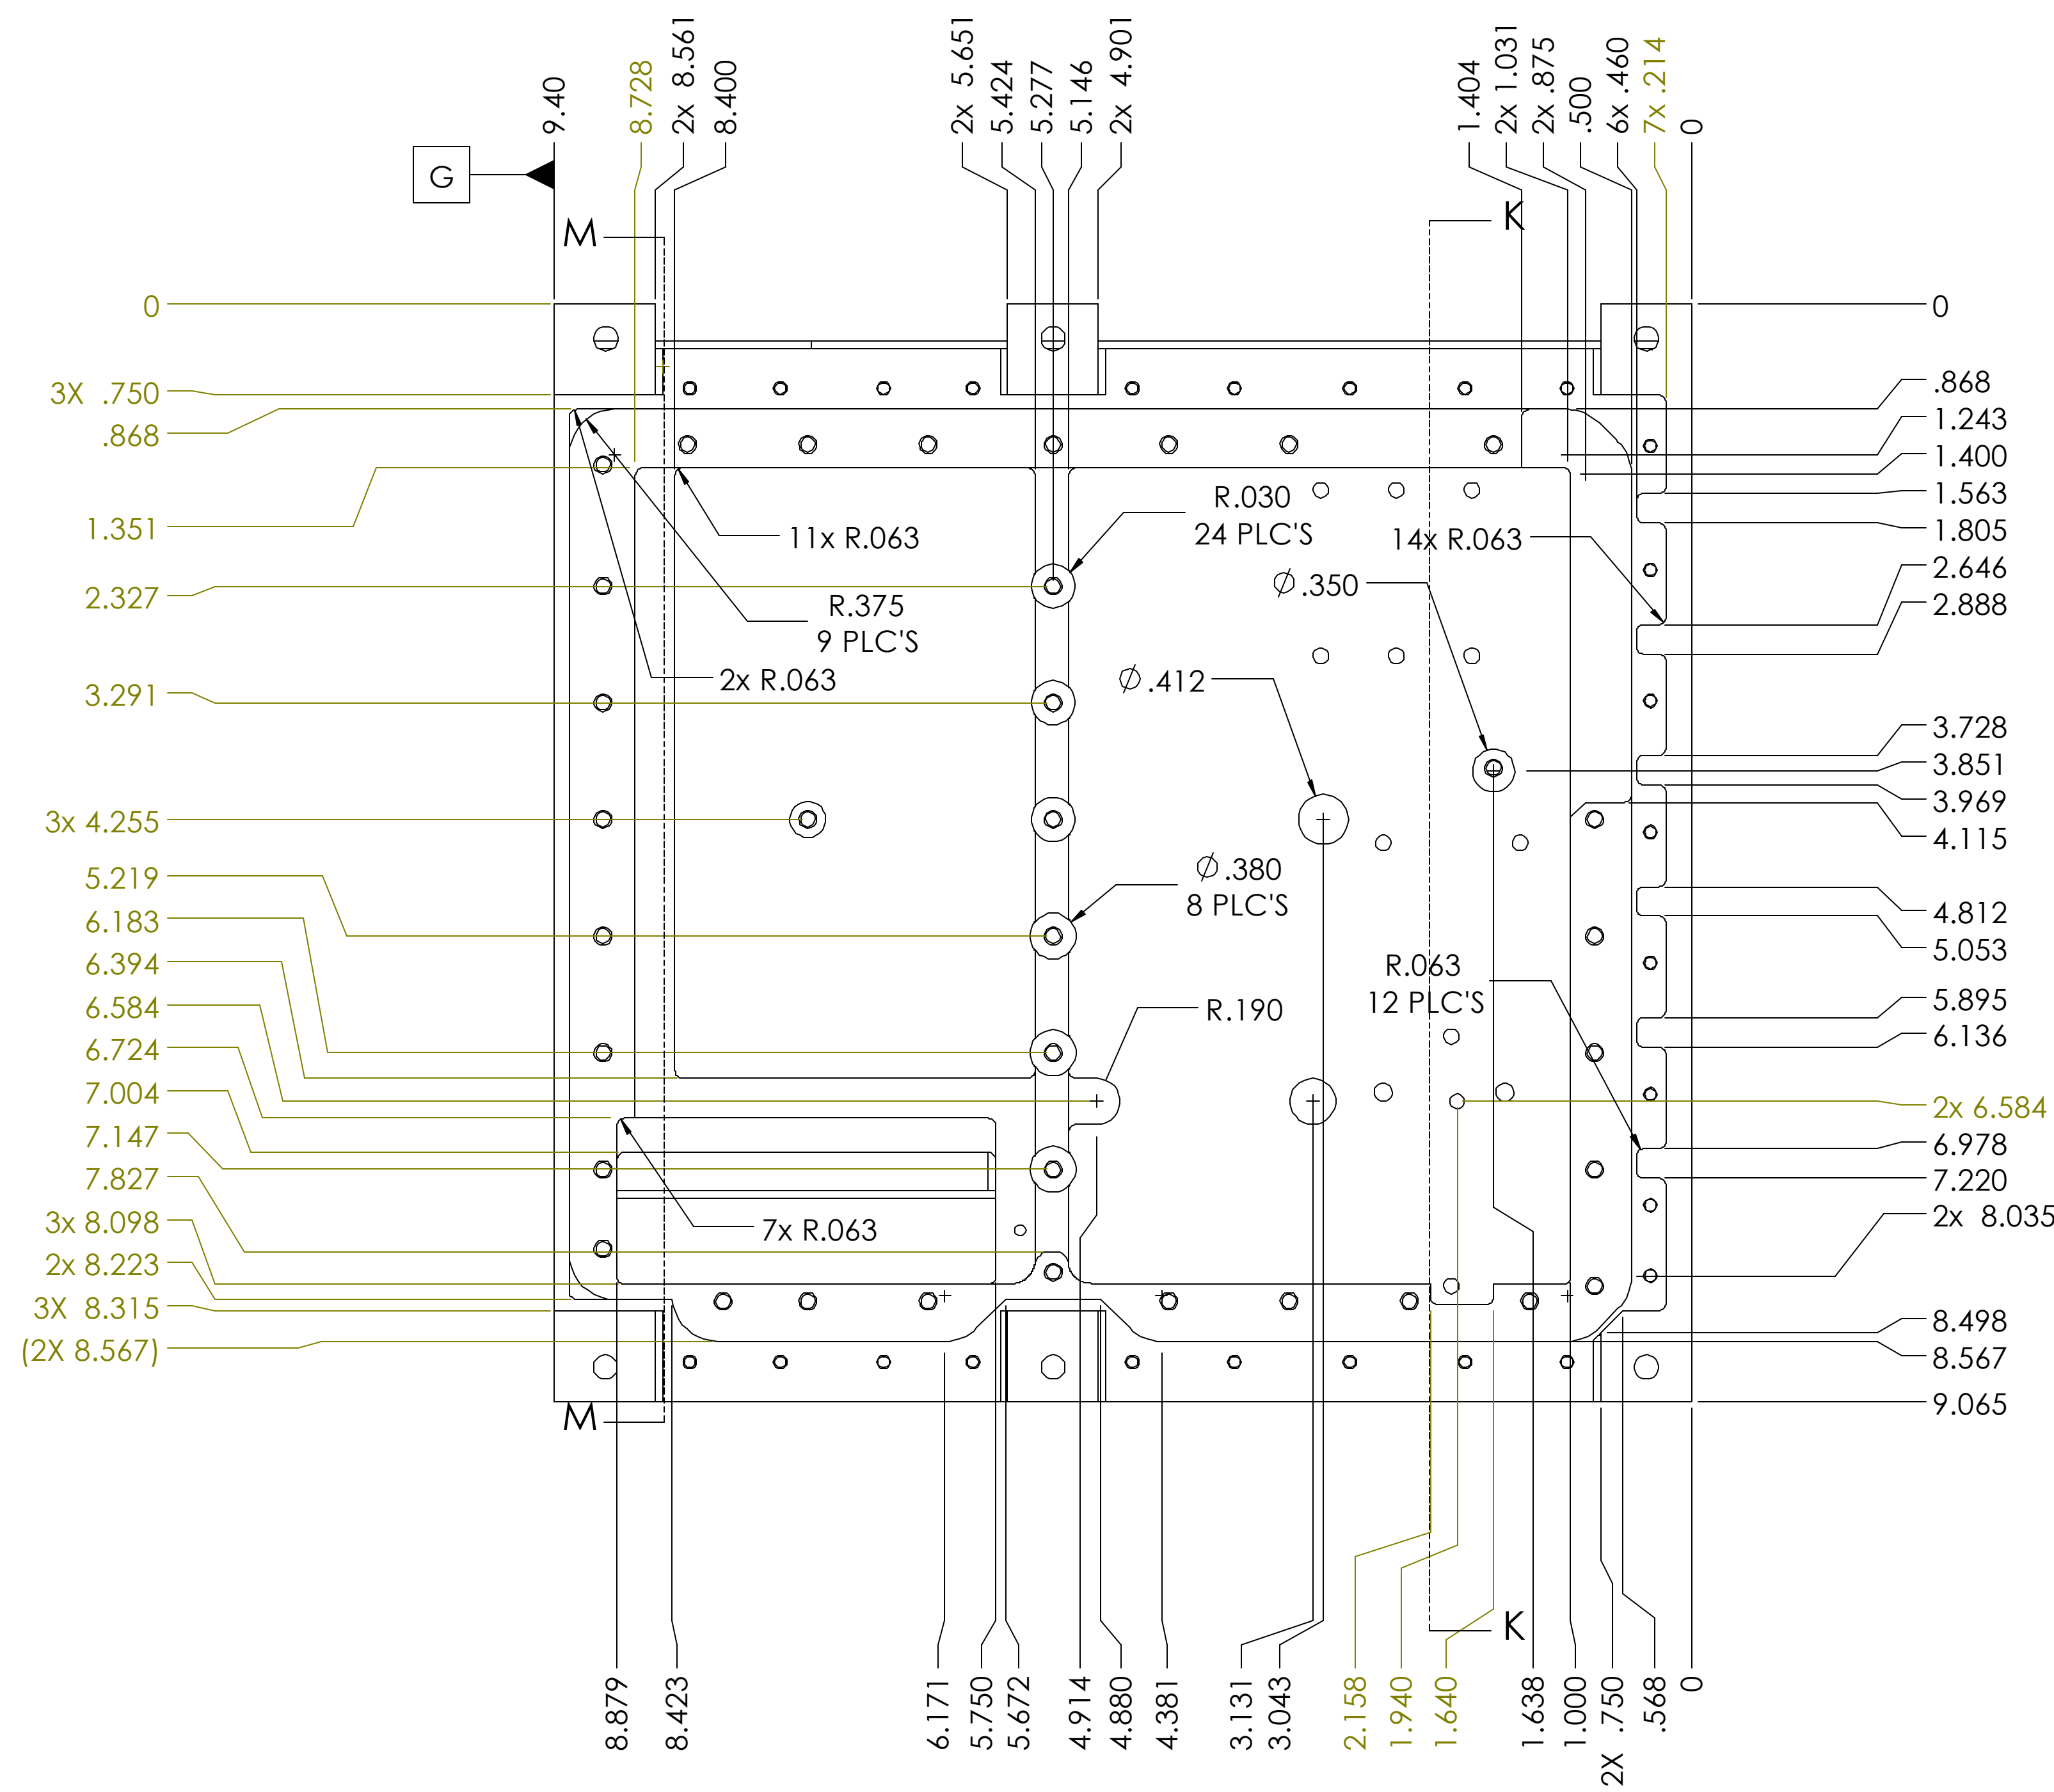 9.40
8.728
2x 8.561
8.400
2x 5.651
5.424
5.277
5.146
2x 4.901
1.404
2x 1.031
2x .875
.500
6x .460
7x .214
0
G
M
K
0
3X .750
.868
1.351
2.327
3.291
3x 4.255
5.219
6.183
6.394
6.584
6.724
7.004
7.147
7.827
3x 8.098
2x 8.223
3X 8.315
(2X 8.567)
11x R.063
R.375
9 PLC'S
2x R.063
R.030
24 PLC'S
14x R.063
Ø .350
Ø .412
Ø .380
8 PLC'S
R.063
12 PLC'S
R.190
7x R.063
0
.868
1.243
1.400
1.563
1.805
2.646
2.888
3.728
3.851
3.969
4.115
4.812
5.053
5.895
6.136
2x 6.584
6.978
7.220
2x 8.035
8.498
8.567
9.065
M
K
8.879
8.423
6.171
5.750
5.672
4.914
4.880
4.381
3.131
3.043
2.158
1.940
1.640
1.638
1.000
2X .750
.568
0